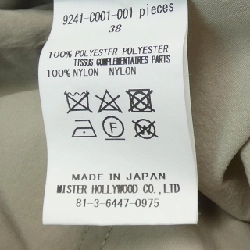 9241-C001-001 pieces
38
100% POLYESTER POLYESTER
TISSUS COMPLEMENTAIRES PARTS
100% NYLON NYLON
MADE IN JAPAN
MISTER HOLLYWOOD CO.,LTD
81-3-6447-0975